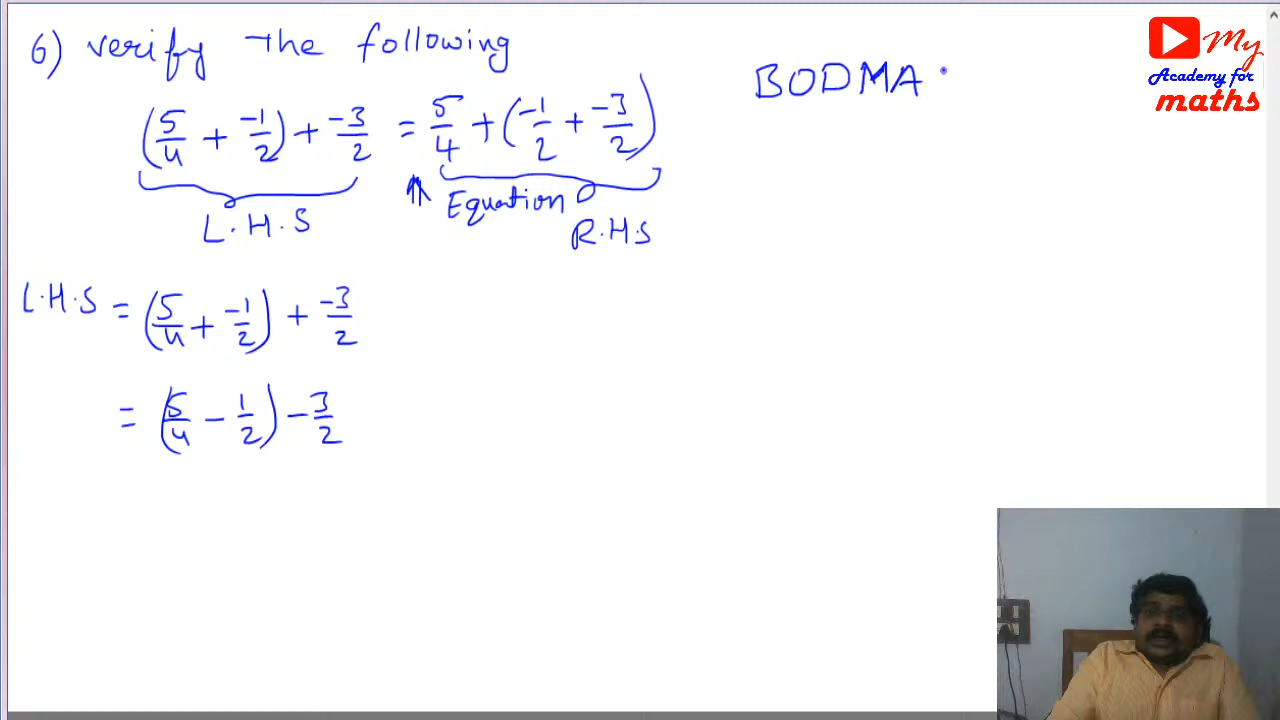 6) verify the following
(5/4 + -1/2) + -3/2 = 5/4 + (-1/2 + -3/2)
L.H.S
Equation
R.H.S
L.H.S = (5/4 + -1/2) + -3/2
= (5/4 - 1/2) - 3/2
BODMA
My
Academy for
maths